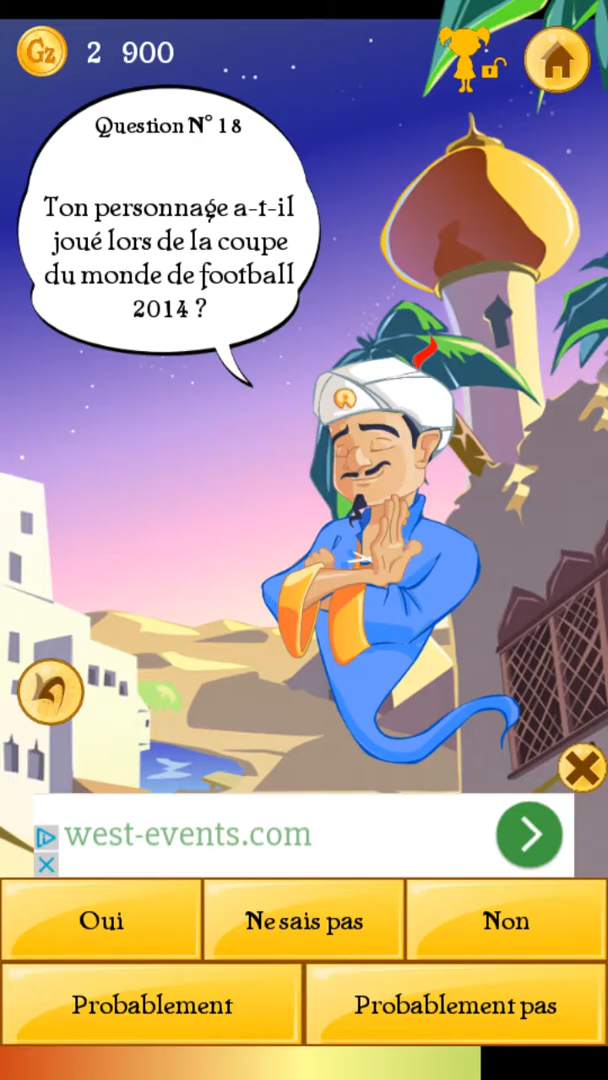 Gz 2 900
Question N° 18
Ton personnage a-t-il
joué lors de la coupe
du monde de football
2014 ?
west-events.com
Oui
Ne sais pas
Non
Probablement
Probablement pas